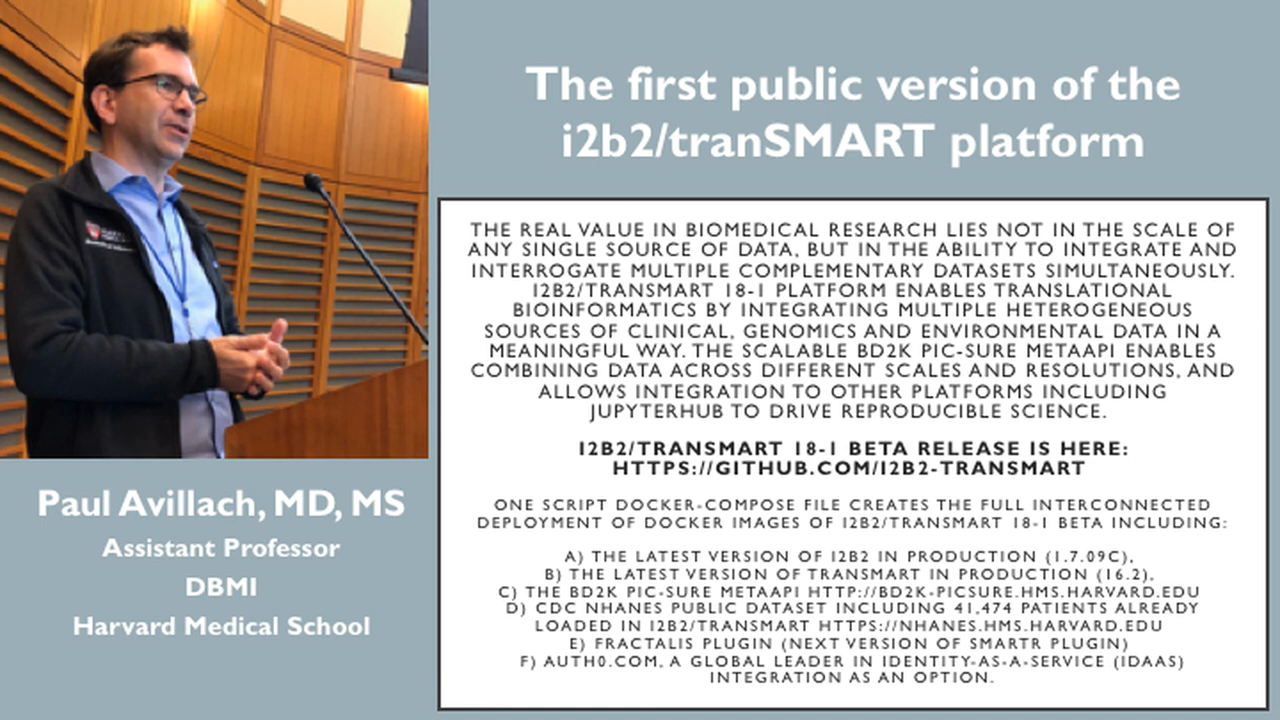 The first public version of the
i2b2/tranSMART platform
THE REAL VALUE IN BIOMEDICAL RESEARCH LIES NOT IN THE SCALE OF
ANY SINGLE SOURCE OF DATA, BUT IN THE ABILITY TO INTEGRATE AND
INTERROGATE MULTIPLE COMPLEMENTARY DATASETS SIMULTANEOUSLY.
I2B2/TRANSMART 18-1 PLATFORM ENABLES TRANSLATIONAL
BIOINFORMATICS BY INTEGRATING MULTIPLE HETEROGENEOUS
SOURCES OF CLINICAL, GENOMICS AND ENVIRONMENTAL DATA IN A
MEANINGFUL WAY. THE SCALABLE BD2K PIC-SURE METAAPI ENABLES
COMBINING DATA ACROSS DIFFERENT SCALES AND RESOLUTIONS, AND
ALLOWS INTEGRATION TO OTHER PLATFORMS INCLUDING
JUPYTERHUB TO DRIVE REPRODUCIBLE SCIENCE.
I2B2/TRANSMART 18-1 BETA RELEASE IS HERE:
HTTPS://GITHUB.COM/I2B2-TRANSMART
ONE SCRIPT DOCKER-COMPOSE FILE CREATES THE FULL INTERCONNECTED
DEPLOYMENT OF DOCKER IMAGES OF I2B2/TRANSMART 18-1 BETA INCLUDING:
A) THE LATEST VERSION OF I2B2 IN PRODUCTION (1.7.09C),
B) THE LATEST VERSION OF TRANSMART IN PRODUCTION (16.2),
C) THE BD2K PIC-SURE METAAPI HTTP://BD2K-PICSURE.HMS.HARVARD.EDU
D) CDC NHANES PUBLIC DATASET INCLUDING 41,474 PATIENTS ALREADY
LOADED IN I2B2/TRANSMART HTTPS://NHANES.HMS.HARVARD.EDU
E) FRACTALIS PLUGIN (NEXT VERSION OF SMARTR PLUGIN)
F) AUTH0.COM, A GLOBAL LEADER IN IDENTITY-AS-A-SERVICE (IDAAS)
INTEGRATION AS AN OPTION.
Paul Avillach, MD, MS
Assistant Professor
DBMI
Harvard Medical School